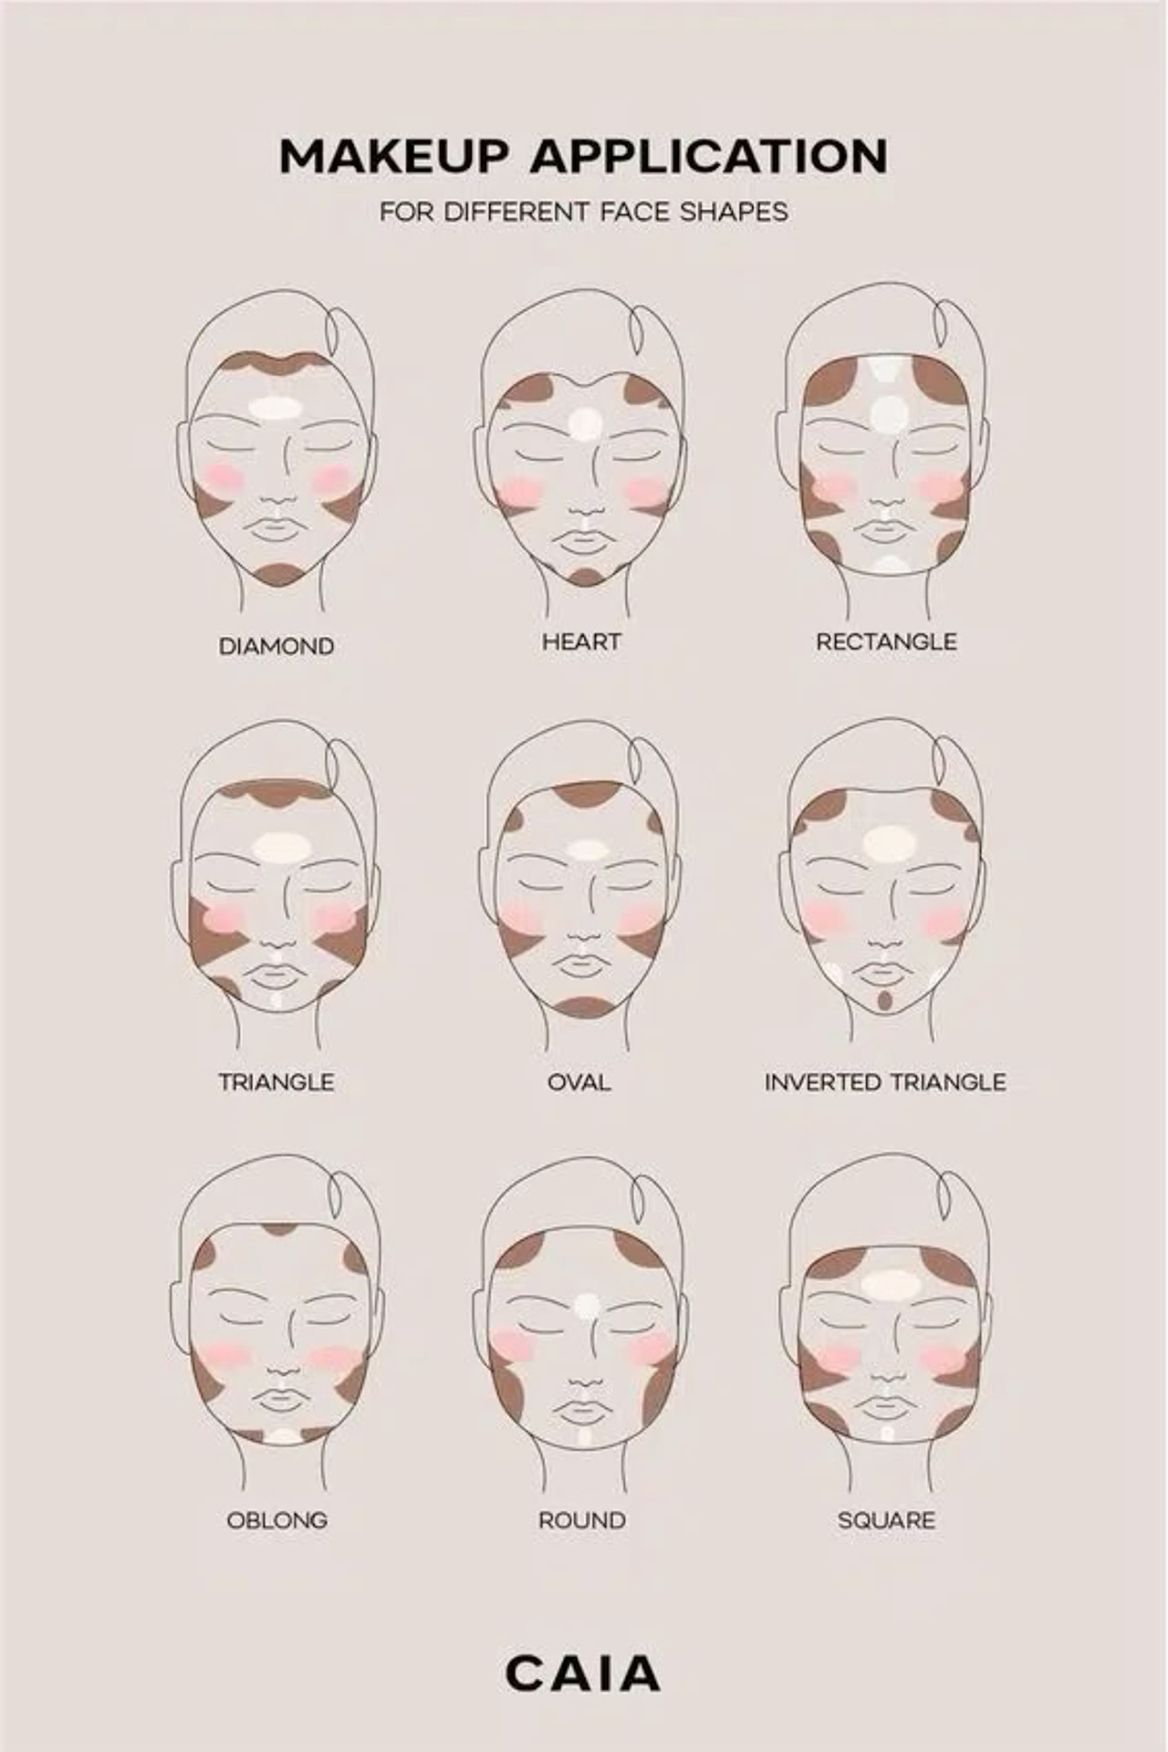 MAKEUP APPLICATION
FOR DIFFERENT FACE SHAPES
DIAMOND
HEART
RECTANGLE
TRIANGLE
OVAL
INVERTED TRIANGLE
OBLONG
ROUND
SQUARE
CAIA